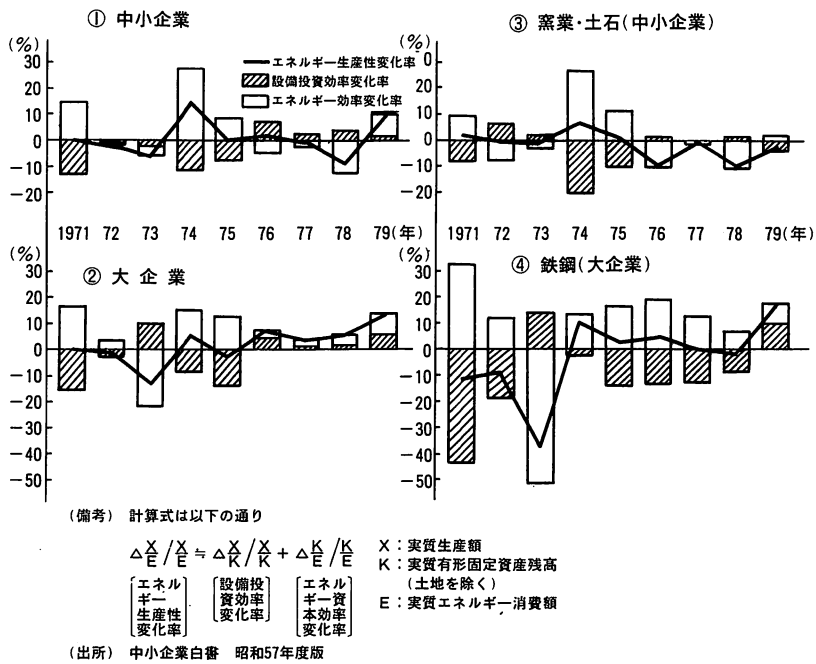 ① 中小企業
(%)
30
20
10
0
－10
－20
エネルギー生産性変化率
設備投資効率変化率
エネルギー効率変化率
1971 72 73 74 75 76 77 78 79(年)
③ 窯業・土石(中小企業)
(%)
0
20
10
0
－10
－20
1971 72 73 74 75 76 77 78 79(年)
② 大企業
(%)
30
20
10
0
－10
－20
－30
－40
－50
④ 鉄鋼(大企業)
(%)
30
20
10
0
－10
－20
－30
－40
－50
(備考) 計算式は以下の通り
△X/E / X/E ≒ △X/K / X/K + △K/E / K/E
〔エネルギー生産性変化率〕 〔設備投資効率変化率〕 〔エネルギー資本効率変化率〕
X：実質生産額
K：実質有形固定資産残高
(土地を除く)
E：実質エネルギー消費額
(出所) 中小企業白書 昭和57年度版